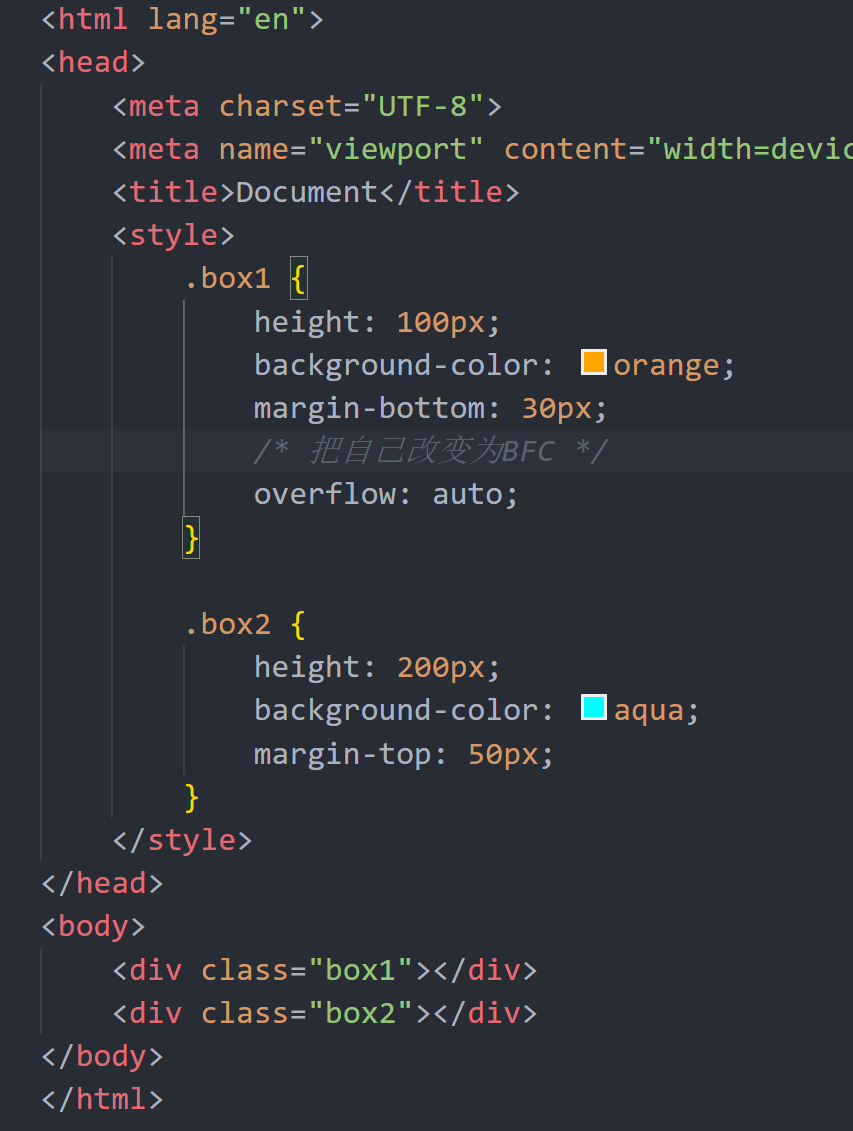 <html lang="en">
<head>
<meta charset="UTF-8">
<meta name="viewport" content="width=devic
<title>Document</title>
<style>
.box1 {
height: 100px;
background-color: orange;
margin-bottom: 30px;
/* 把自己改变为BFC */
overflow: auto;
}
.box2 {
height: 200px;
background-color: aqua;
margin-top: 50px;
}
</style>
</head>
<body>
<div class="box1"></div>
<div class="box2"></div>
</body>
</html>